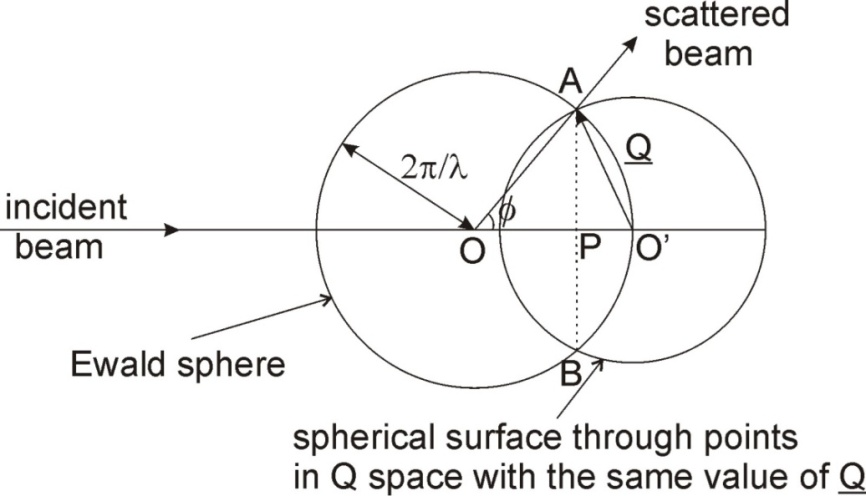 scattered
beam
A
Q
2π/λ
ϕ
incident
beam
O
P
O’
Ewald sphere
B
spherical surface through points
in Q space with the same value of Q